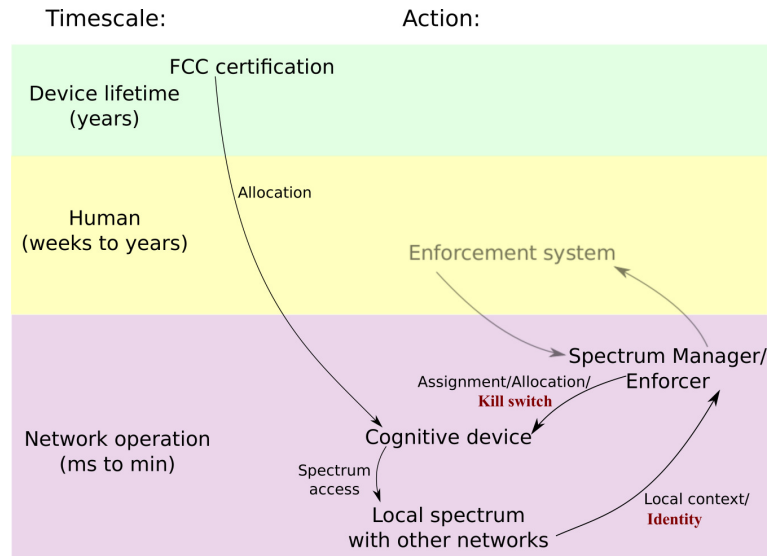 Timescale:
Action:
FCC certification
Device lifetime
(years)
Allocation
Human
(weeks to years)
Enforcement system
Spectrum Manager/
Enforcer
Assignment/Allocation/
Kill switch
Network operation
(ms to min)
Cognitive device
Spectrum
access
Local context/
Identity
Local spectrum
with other networks